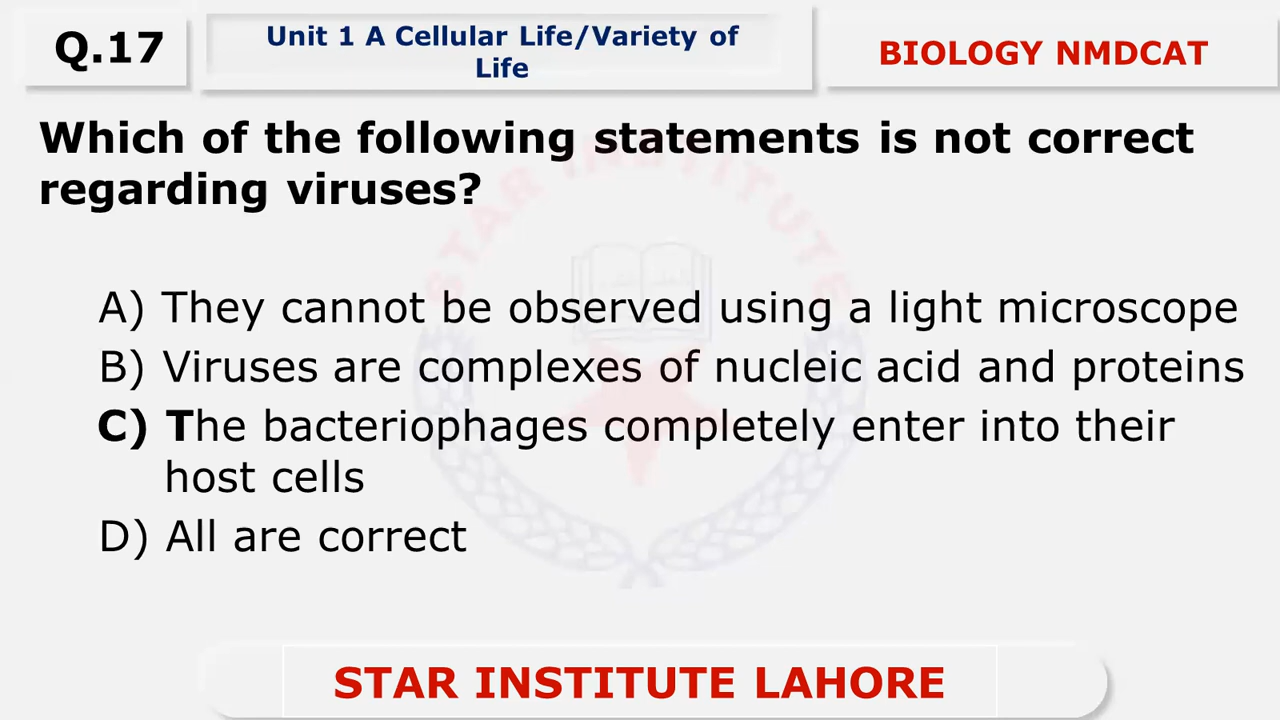 Q.17
Unit 1 A Cellular Life/Variety of
Life
BIOLOGY NMDCAT
Which of the following statements is not correct
regarding viruses?
A) They cannot be observed using a light microscope
B) Viruses are complexes of nucleic acid and proteins
C) The bacteriophages completely enter into their
host cells
D) All are correct
STAR INSTITUTE
STAR INSTITUTE LAHORE